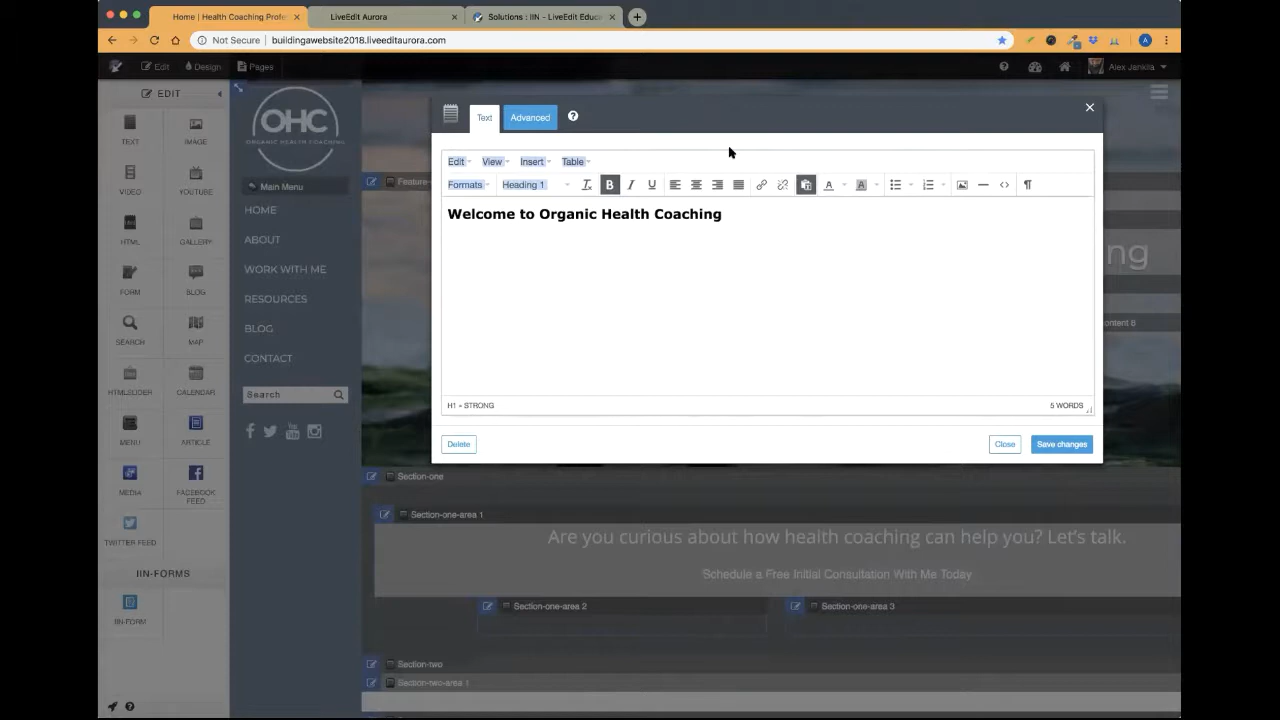 Home | Health Coaching Profe
LiveEdit Aurora
Solutions : IIN - LiveEdit Educa
Not Secure
buildingawebsite2018.liveeditaurora.com
A
Edit
Design
Pages
Alex Jankila
EDIT
TEXT
IMAGE
VIDEO
YOUTUBE
HTML
GALLERY
FORM
BLOG
SEARCH
MAP
HTMLSLIDER
CALENDAR
MENU
ARTICLE
MEDIA
FACEBOOK
FEED
TWITTER FEED
IIN-FORMS
IIN-FORM
OHC
ORGANIC HEALTH COACHING
Main Menu
HOME
ABOUT
WORK WITH ME
RESOURCES
BLOG
CONTACT
Search
Text
Advanced
Edit
View
Insert
Table
Formats
Heading 1
B
I
U
Welcome to Organic Health Coaching
H1 » STRONG
5 WORDS
Delete
Close
Save changes
Feature-
ng
ontent 8
Section-one
Section-one-area 1
Are you curious about how health coaching can help you? Let's talk.
Schedule a Free Initial Consultation With Me Today
Section-one-area 2
Section-one-area 3
Section-two
Section-two-area 1